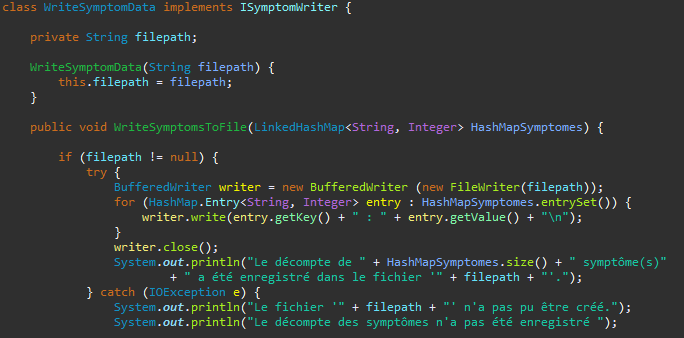 class WriteSymptomData implements ISymptomWriter {
private String filepath;
WriteSymptomData(String filepath) {
this.filepath = filepath;
}
public void WriteSymptomsToFile(LinkedHashMap<String, Integer> HashMapSymptomes) {
if (filepath != null) {
try {
BufferedWriter writer = new BufferedWriter (new FileWriter(filepath));
for (HashMap.Entry<String, Integer> entry : HashMapSymptomes.entrySet()) {
writer.write(entry.getKey() + " : " + entry.getValue() + "\n");
}
writer.close();
System.out.println("Le décompte de " + HashMapSymptomes.size() + " symptôme(s)"
+ " a été enregistré dans le fichier '" + filepath + "'.");
} catch (IOException e) {
System.out.println("Le fichier '" + filepath + "' n'a pas pu être créé.");
System.out.println("Le décompte des symptômes n'a pas été enregistré ");